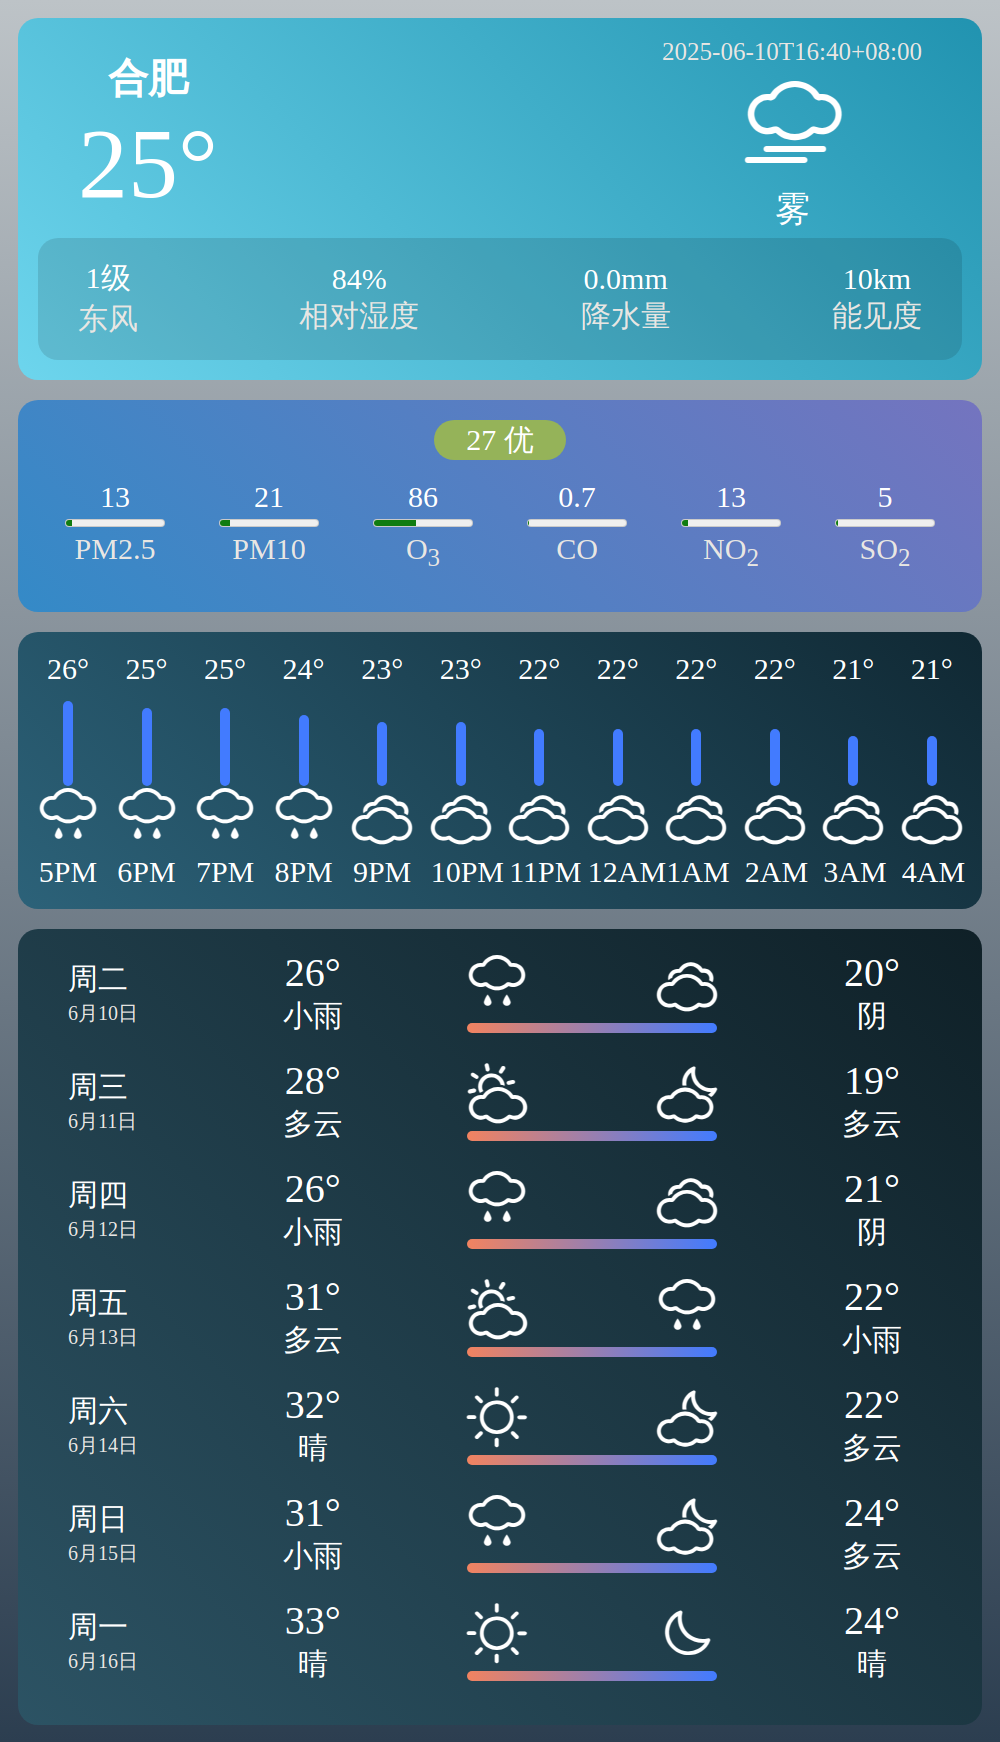 合肥
2025-06-10T16:40+08:00
25°
雾
1级 84% 0.0mm 10km
东风 相对湿度 降水量 能见度
27 优
13 21 86 0.7 13 5
PM2.5 PM10 O3 CO NO2 SO2
26° 25° 25° 24° 23° 23° 22° 22° 22° 22° 21° 21°
5PM 6PM 7PM 8PM 9PM 10PM 11PM 12AM 1AM 2AM 3AM 4AM
周二 26° 20°
6月10日 小雨 阴
周三 28° 19°
6月11日 多云 多云
周四 26° 21°
6月12日 小雨 阴
周五 31° 22°
6月13日 多云 小雨
周六 32° 22°
6月14日 晴 多云
周日 31° 24°
6月15日 小雨 多云
周一 33° 24°
6月16日 晴 晴